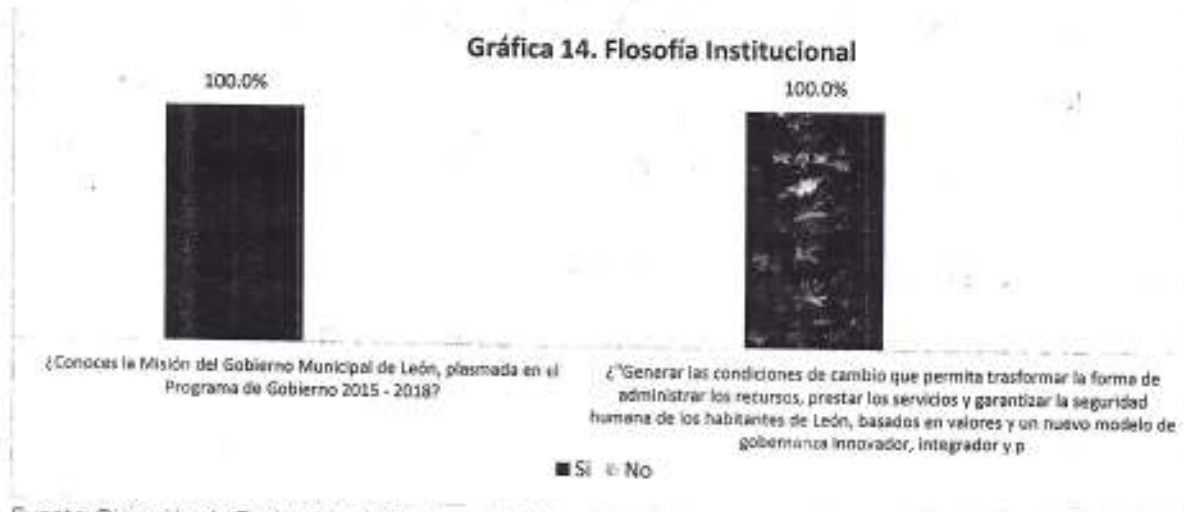 Gráfica 14. Flosofía Institucional
100.0%
100.0%
¿Conoces la Misión del Gobierno Municipal de León, plasmada en el
Programa de Gobierno 2015 - 2018?
¿"Generar las condiciones de cambio que permita trasformar la forma de
administrar los recursos, prestar los servicios y garantizar la seguridad
humana de los habitantes de León, basados en valores y un nuevo modelo de
gobernanza innovador, integrador y p
Si No